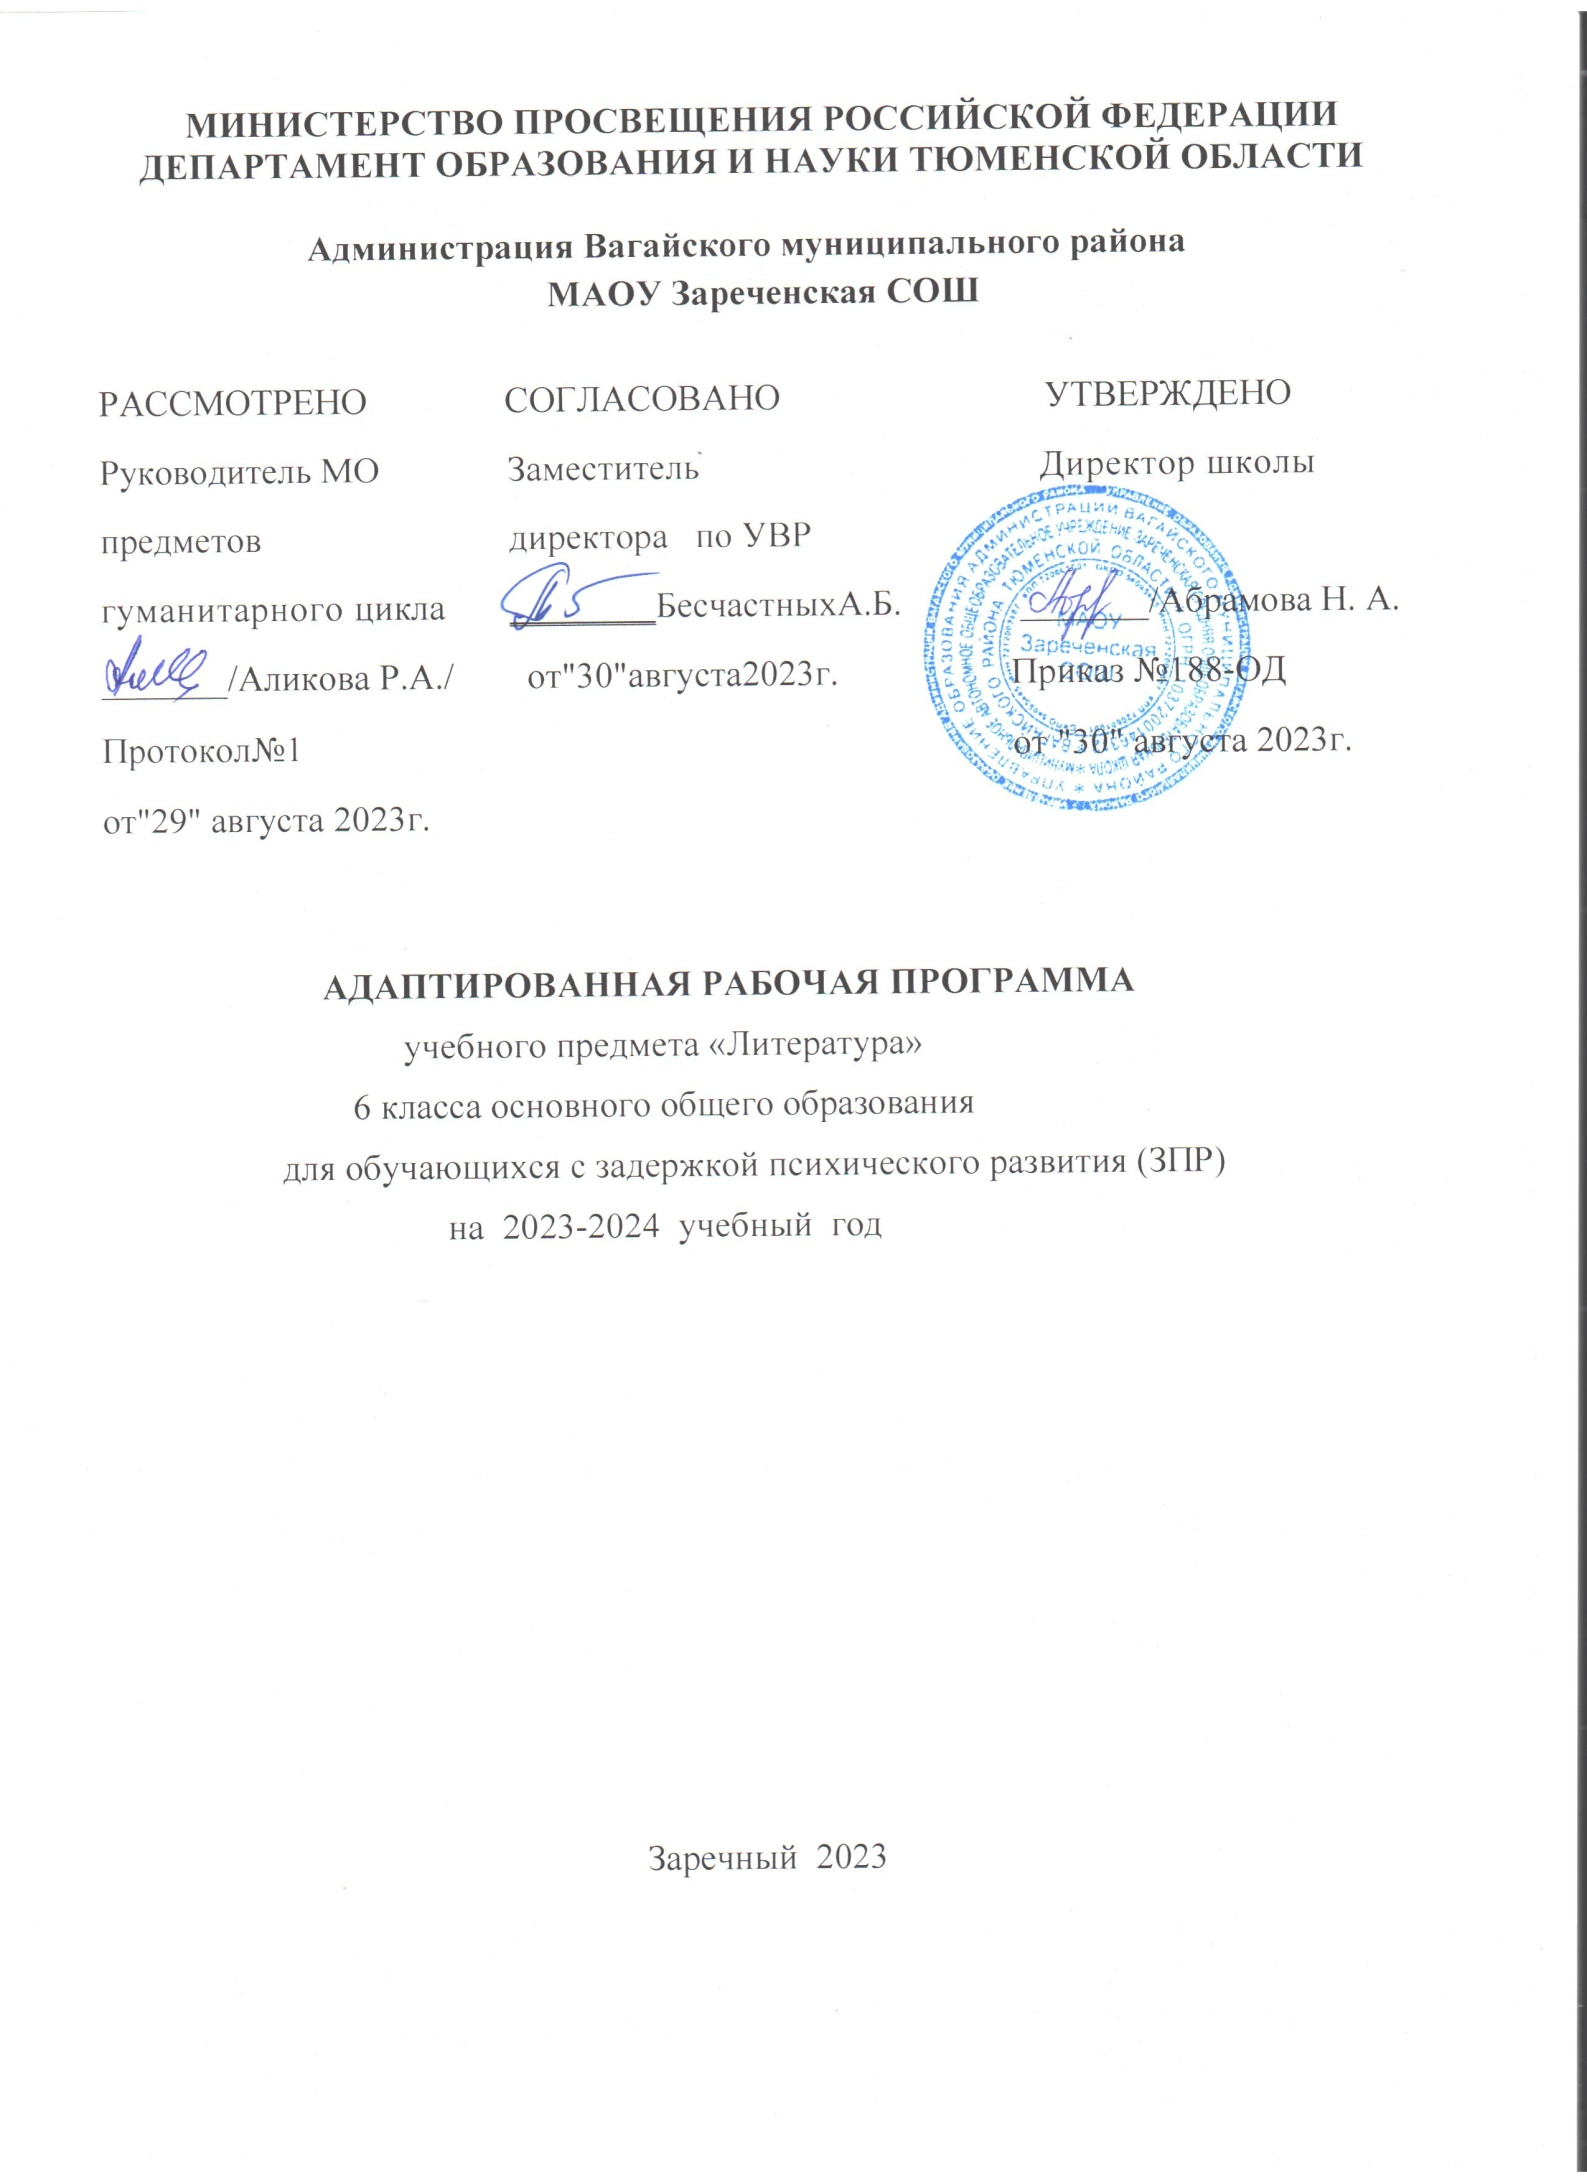 МИНИСТЕРСТВО ПРОСВЕЩЕНИЯ РОССИЙСКОЙ ФЕДЕРАЦИИ
ДЕПАРТАМЕНТ ОБРАЗОВАНИЯ И НАУКИ ТЮМЕНСКОЙ ОБЛАСТИ
Администрация Вагайского муниципального района
МАОУ Зареченская СОШ
РАССМОТРЕНО
Руководитель МО
предметов
гуманитарного цикла
/Аликова Р.А./
Протокол№1
от"29" августа 2023г.
СОГЛАСОВАНО
Заместитель
директора по УВР
БесчастныхА.Б.
от"30"августа2023г.
УТВЕРЖДЕНО
Директор школы
/Абрамова Н. А.
Приказ №188-ОД
от "30" августа 2023г.
МАОУ
Зареченская
СОШ
АДАПТИРОВАННАЯ РАБОЧАЯ ПРОГРАММА
учебного предмета «Литература»
6 класса основного общего образования
для обучающихся с задержкой психического развития (ЗПР)
на 2023-2024 учебный год
Заречный 2023